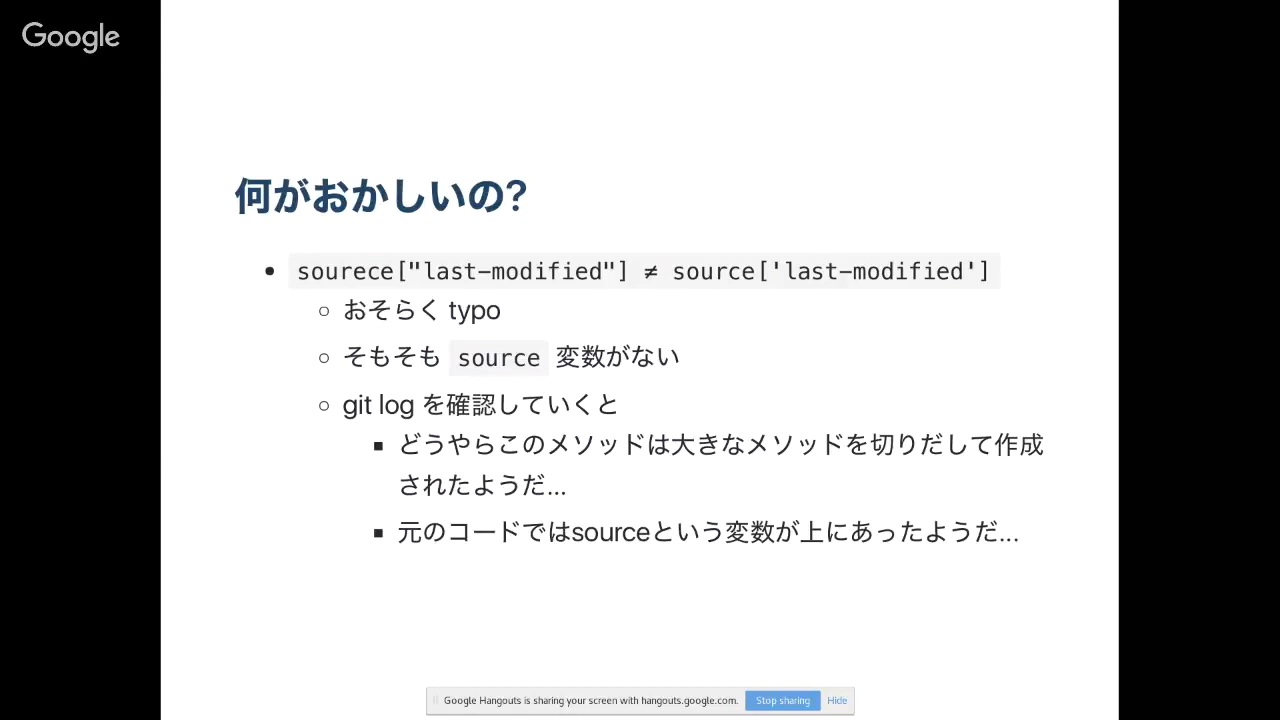 Google
何がおかしいの?
sourece["last-modified"] ≠ source['last-modified']
おそらく typo
そもそも source 変数がない
git log を確認していくと
どうやらこのメソッドは大きなメソッドを切りだして作成
されたようだ...
元のコードではsourceという変数が上にあったようだ...
Google Hangouts is sharing your screen with hangouts.google.com. Stop sharing Hide